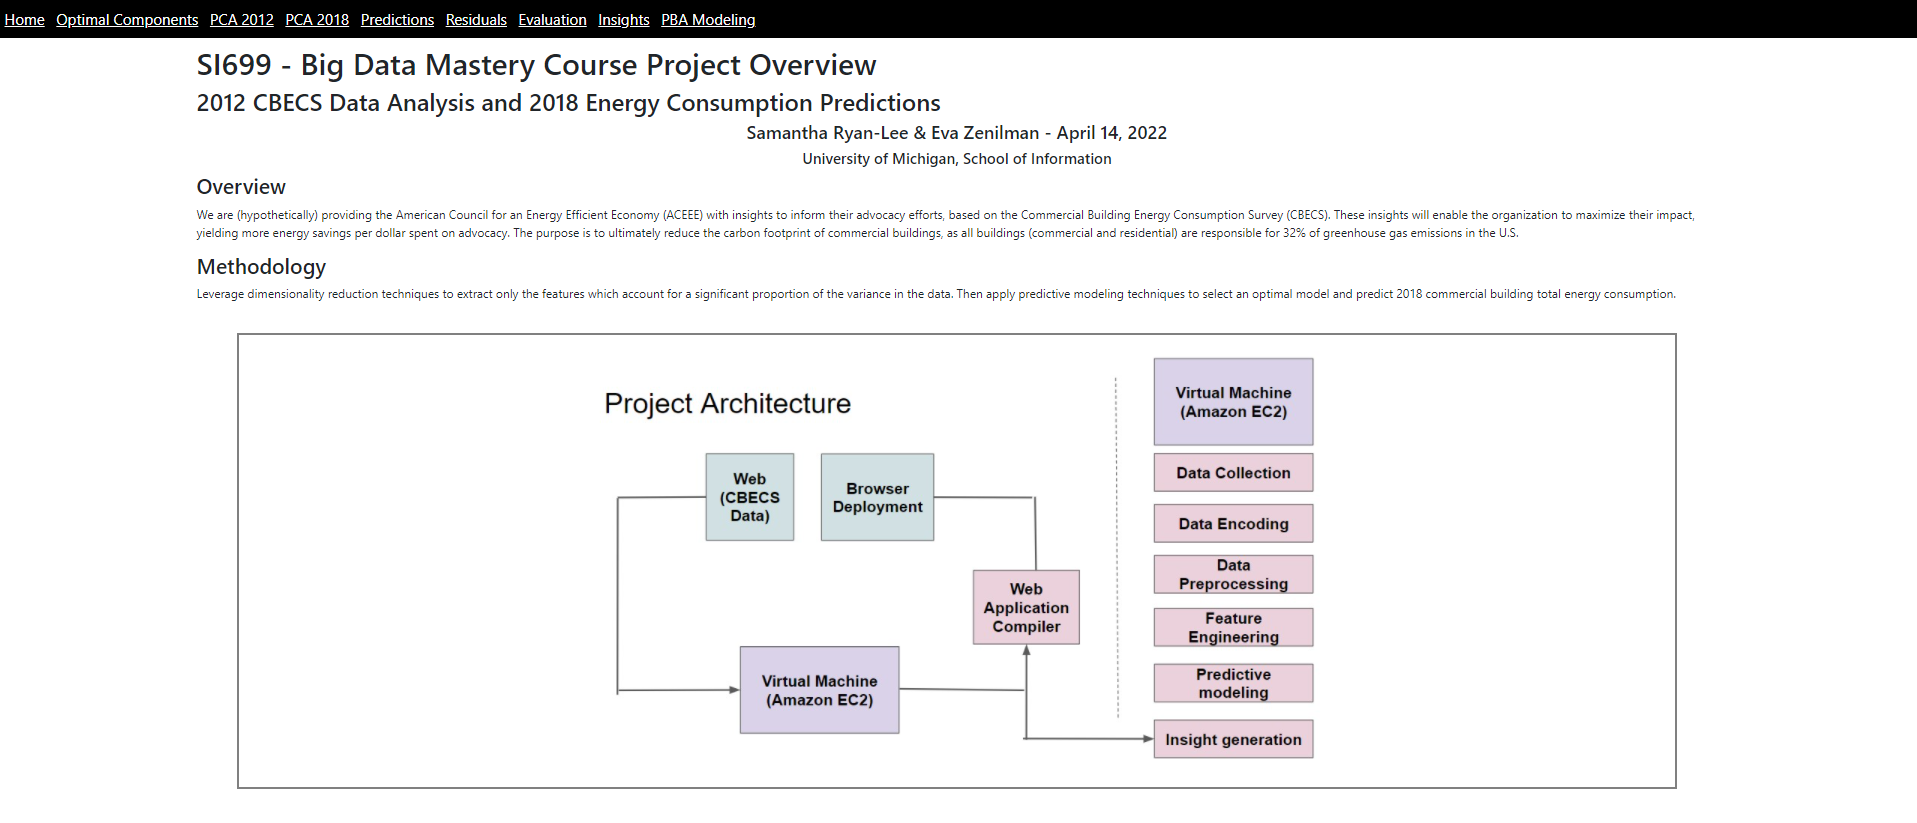 Home Optimal Components PCA 2012 PCA 2018 Predictions Residuals Evaluation Insights PBA Modeling
SI699 - Big Data Mastery Course Project Overview
2012 CBECS Data Analysis and 2018 Energy Consumption Predictions
Samantha Ryan-Lee & Eva Zenilman - April 14, 2022
University of Michigan, School of Information
Overview
We are (hypothetically) providing the American Council for an Energy Efficient Economy (ACEEE) with insights to inform their advocacy efforts, based on the Commercial Building Energy Consumption Survey (CBECS). These insights will enable the organization to maximize their impact,
yielding more energy savings per dollar spent on advocacy. The purpose is to ultimately reduce the carbon footprint of commercial buildings, as all buildings (commercial and residential) are responsible for 32% of greenhouse gas emissions in the U.S.
Methodology
Leverage dimensionality reduction techniques to extract only the features which account for a significant proportion of the variance in the data. Then apply predictive modeling techniques to select an optimal model and predict 2018 commercial building total energy consumption.
Project Architecture
Web
(CBECS
Data)
Browser
Deployment
Web
Application
Compiler
Virtual Machine
(Amazon EC2)
Virtual Machine
(Amazon EC2)
Data Collection
Data Encoding
Data
Preprocessing
Feature
Engineering
Predictive
modeling
Insight generation